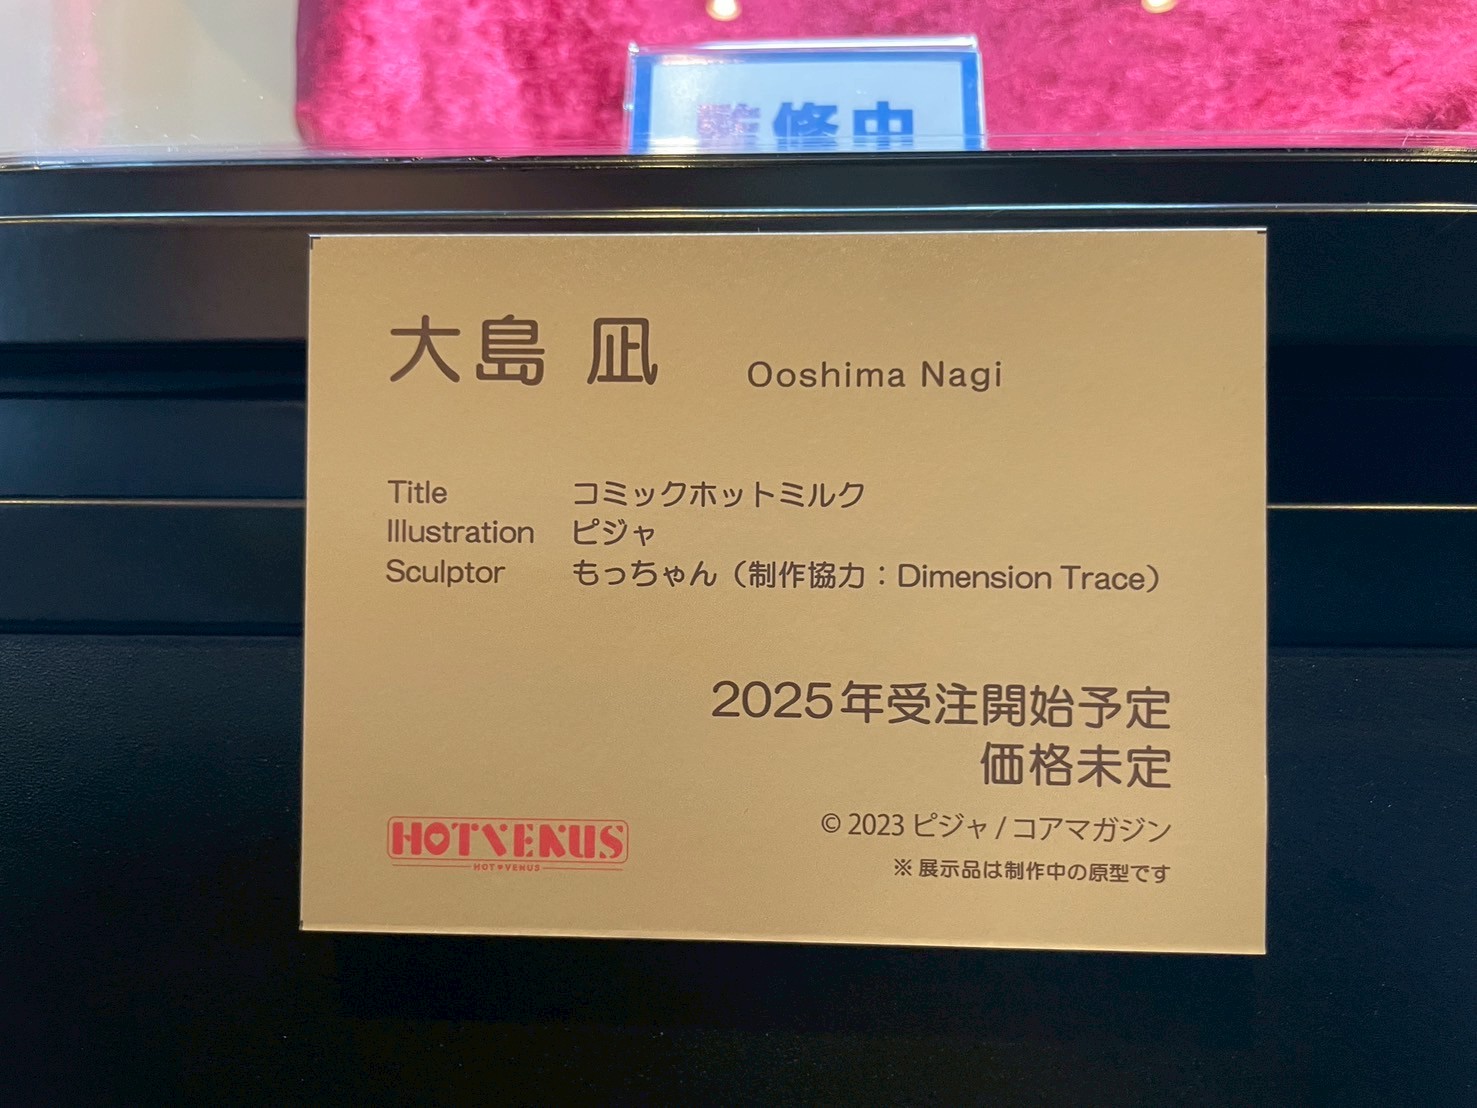 監修中
大島 凪 Ooshima Nagi
Title コミックホットミルク
Illustration ピジャ
Sculptor もっちゃん（制作協力：Dimension Trace）
2025年受注開始予定
価格未定
© 2023 ピジャ / コアマガジン
※ 展示品は制作中の原型です
HOTVENUS
HOT♥VENUS